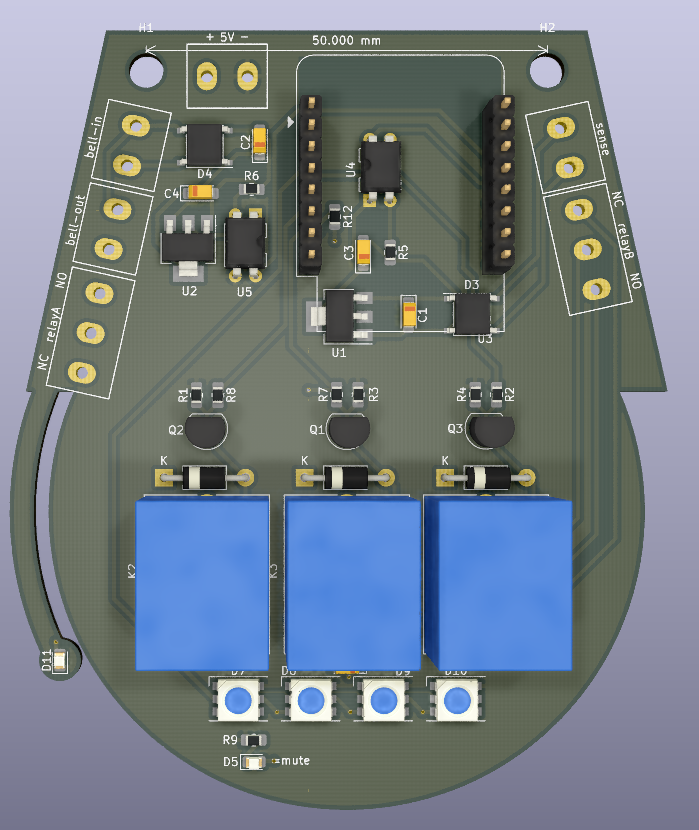 H1
H2
+ 5V -
50.000 mm
bell-in
sense
D4
C2
U4
C4
R6
NC
relayB
NO
bell-out
R12
C3
R5
U2
U5
D3
NO
relayA
NC
C1
U3
U1
R1
R8
R7
R3
R4
R2
Q2
Q1
Q3
K
K
K
K2
K3
D7
D8
D9
D10
D11
R9
D5
=mute